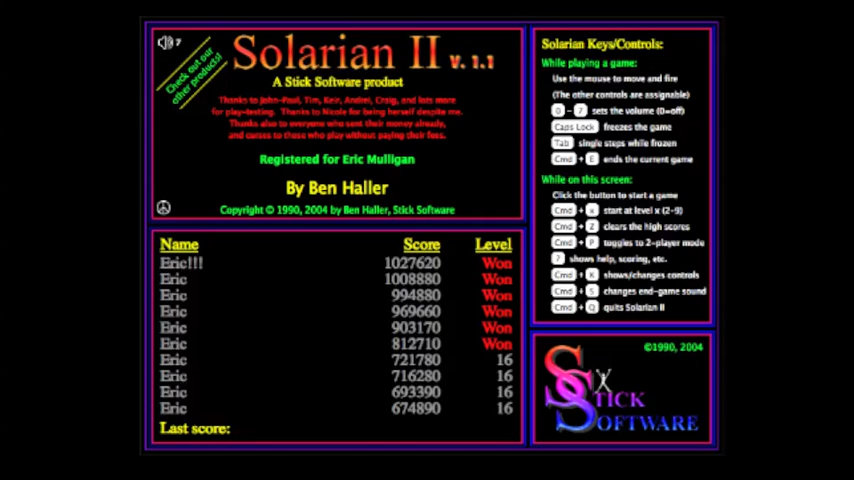 7
Check out our
other products!
Solarian II v. 1.1
A Stick Software product
Thanks to John-Paul, Tim, Keir, Andrei, Craig, and lots more
for play-testing. Thanks to Nicole for being herself despite me.
Thanks also to everyone who sent their money already,
and curses to those who play without paying their fees.
Registered for Eric Mulligan
By Ben Haller
Copyright © 1990, 2004 by Ben Haller, Stick Software
Name Score Level
Eric!!! 1027620 Won
Eric 1008880 Won
Eric 994880 Won
Eric 969660 Won
Eric 903170 Won
Eric 812710 Won
Eric 721780 16
Eric 716280 16
Eric 693390 16
Eric 674890 16
Last score:
Solarian Keys/Controls:
While playing a game:
Use the mouse to move and fire
(The other controls are assignable)
0 - 7 sets the volume (0=off)
Caps Lock freezes the game
Tab single steps while frozen
Cmd + E ends the current game
While on this screen:
Click the button to start a game
Cmd + x start at level x (2-9)
Cmd + Z clears the high scores
Cmd + P toggles to 2-player mode
? shows help, scoring, etc.
Cmd + K shows/changes controls
Cmd + S changes end-game sound
Cmd + Q quits Solarian II
©1990, 2004
STICK
SOFTWARE